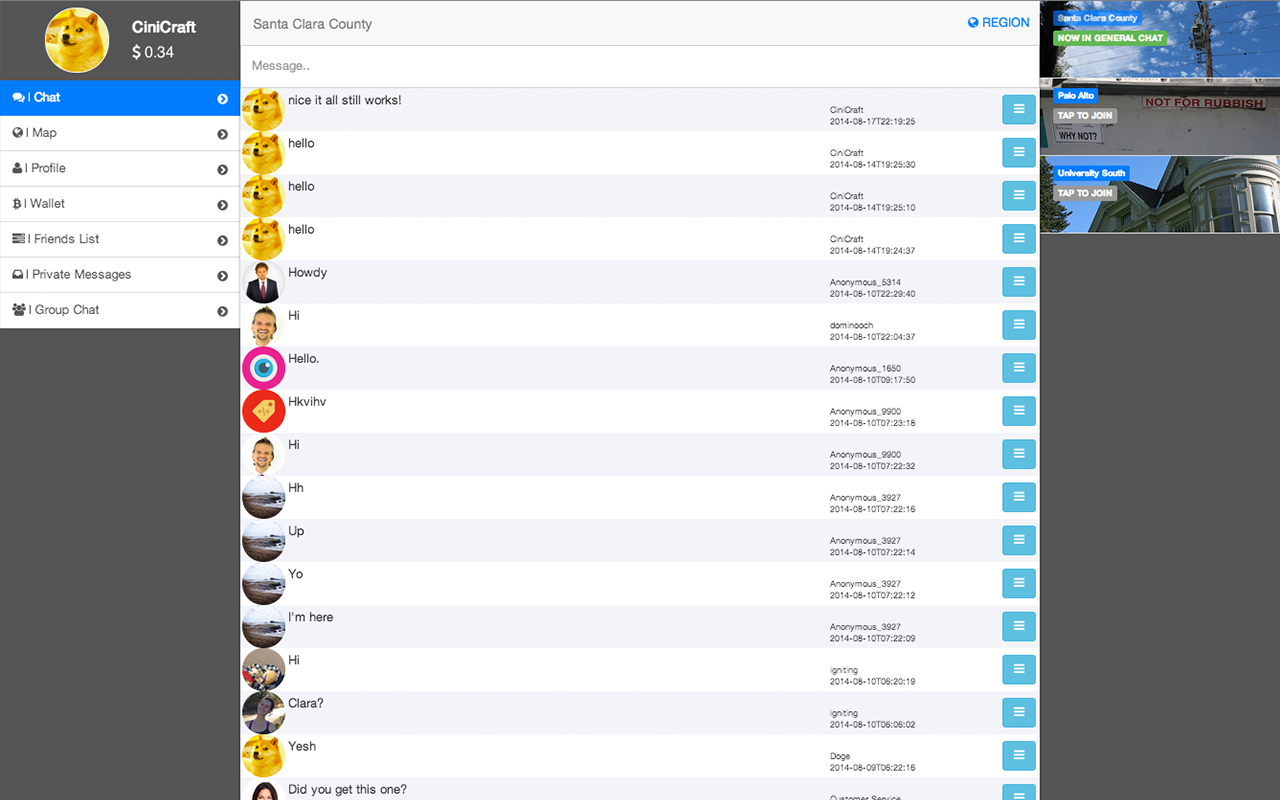 CiniCraft
$ 0.34
| Chat
| Map
| Profile
| Wallet
| Friends List
| Private Messages
| Group Chat
Santa Clara County
REGION
Message..
nice it all still works!
CiniCraft
2014-08-17T22:19:25
hello
CiniCraft
2014-08-14T19:25:30
hello
CiniCraft
2014-08-14T19:25:10
hello
CiniCraft
2014-08-14T19:24:37
Howdy
Anonymous_5314
2014-08-10T22:29:40
Hi
dominooch
2014-08-10T22:04:37
Hello.
Anonymous_1650
2014-08-10T09:17:50
Hkvihv
Anonymous_9900
2014-08-10T07:23:18
Hi
Anonymous_9900
2014-08-10T07:22:32
Hh
Anonymous_3927
2014-08-10T07:22:16
Up
Anonymous_3927
2014-08-10T07:22:14
Yo
Anonymous_3927
2014-08-10T07:22:12
I'm here
Anonymous_3927
2014-08-10T07:22:09
Hi
igniting
2014-08-10T06:20:19
Clara?
igniting
2014-08-10T06:06:02
Yesh
Doge
2014-08-09T06:22:16
Did you get this one?
Customer Service
Santa Clara County
NOW IN GENERAL CHAT
Palo Alto
NOT FOR RUBBISH
TAP TO JOIN
WHY NOT?
University South
TAP TO JOIN